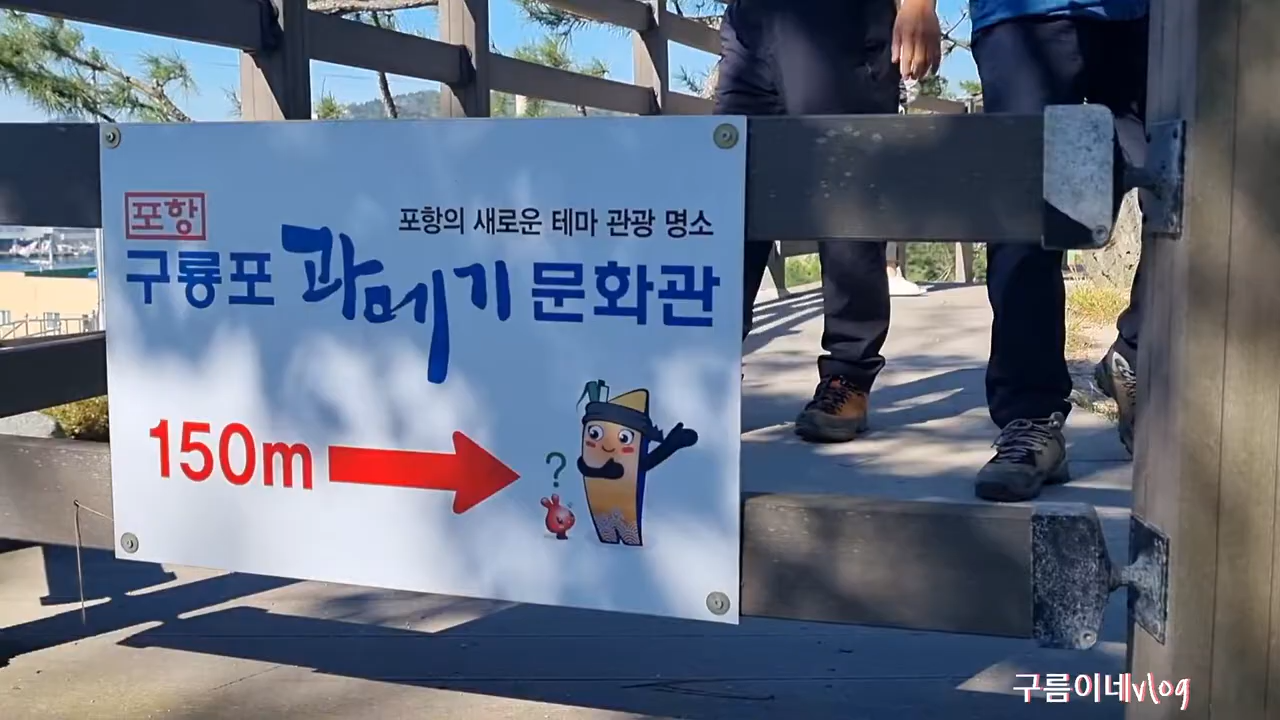 포항
포항의 새로운 테마 관광 명소
구룡포 과메기 문화관
150m
?
구름이네vlog